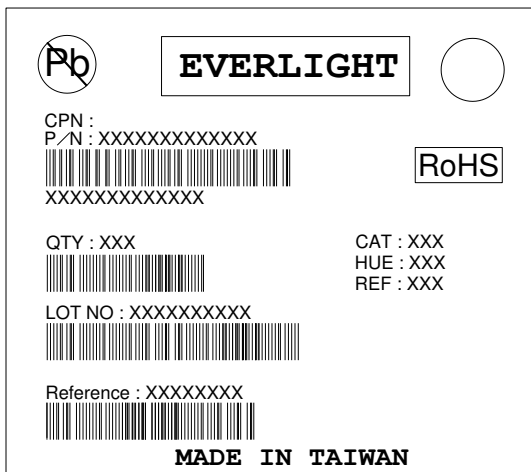 Pb
EVERLIGHT
CPN :
P/N : XXXXXXXXXXXXX
XXXXXXXXXXXXX
RoHS
QTY : XXX
CAT : XXX
HUE : XXX
REF : XXX
LOT NO : XXXXXXXXXX
Reference : XXXXXXXX
MADE IN TAIWAN